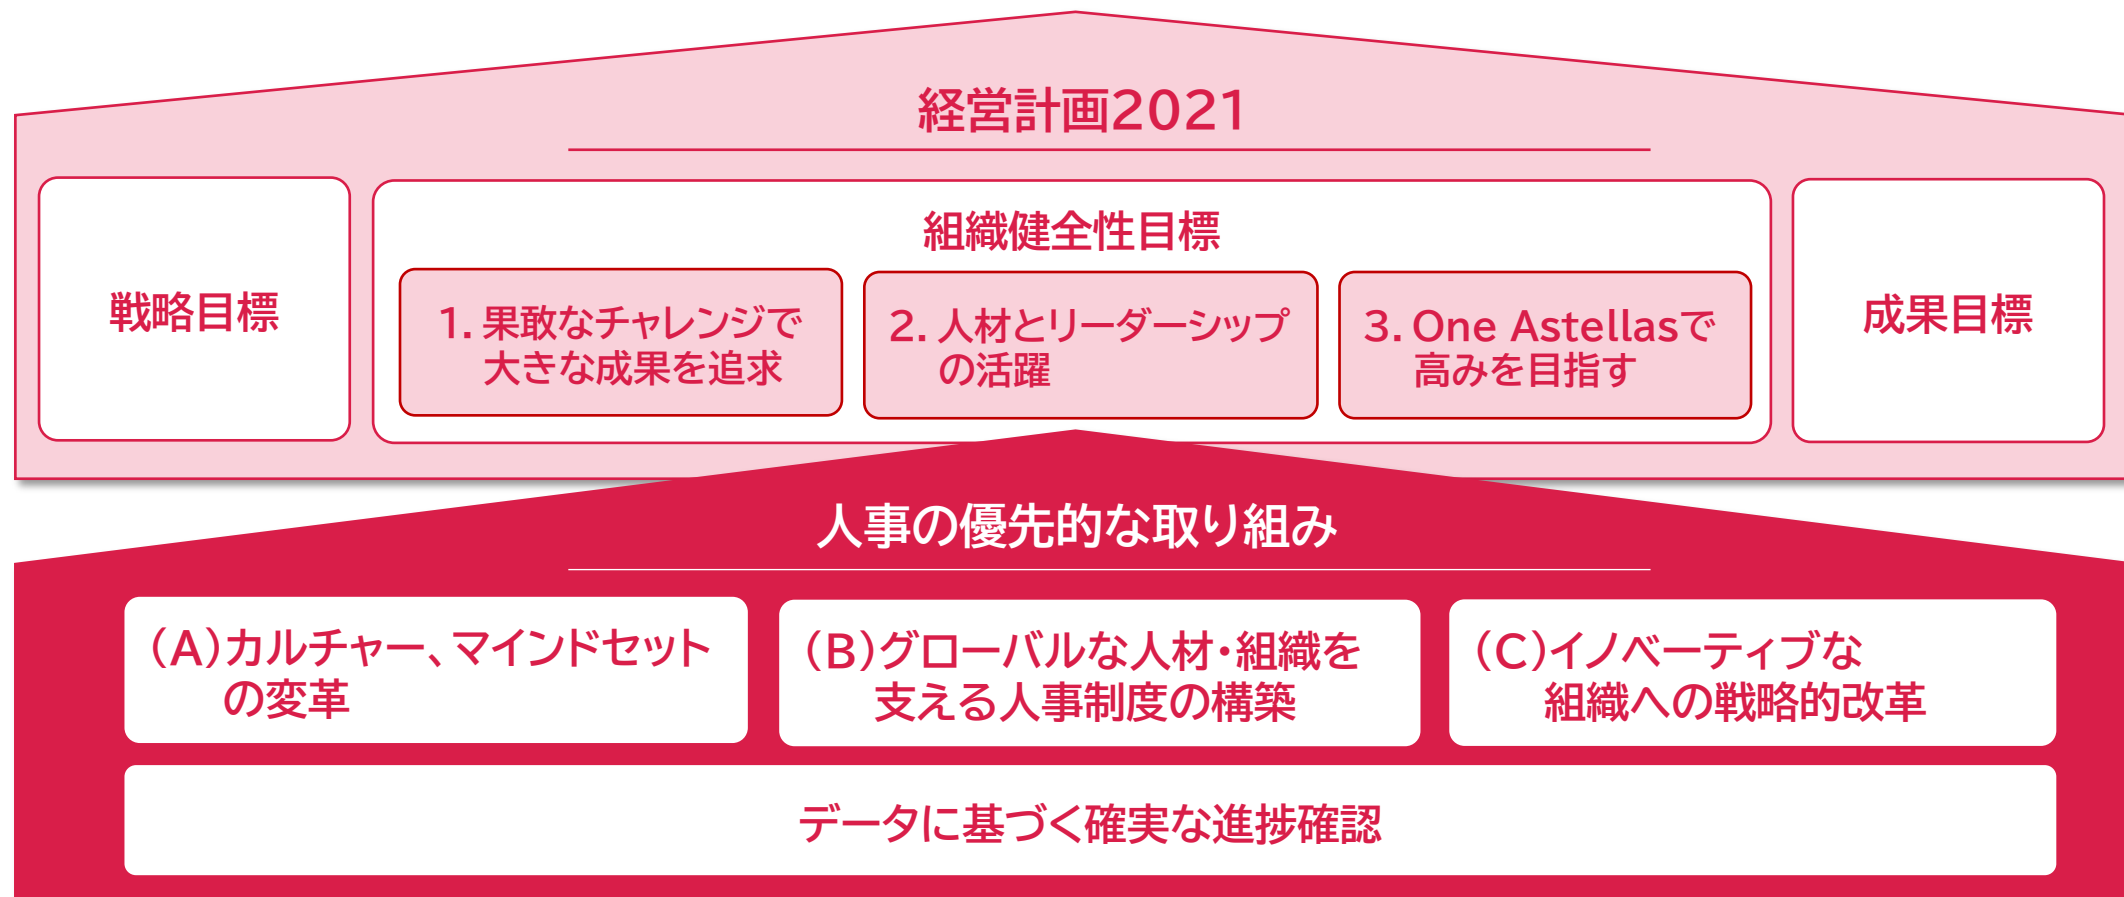 経営計画2021
戦略目標
組織健全性目標
1. 果敢なチャレンジで
大きな成果を追求
2. 人材とリーダーシップ
の活躍
3. One Astellasで
高みを目指す
成果目標
人事の優先的な取り組み
(A)カルチャー、マインドセット
の変革
(B)グローバルな人材・組織を
支える人事制度の構築
(C)イノベーティブな
組織への戦略的改革
データに基づく確実な進捗確認